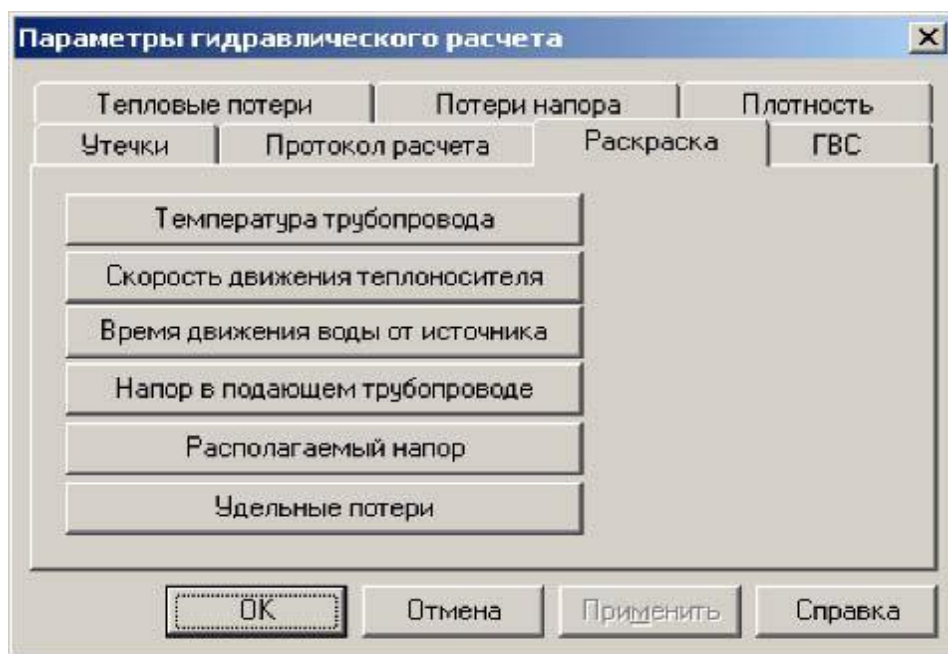 Параметры гидравлического расчета
Тепловые потери Потери напора Плотность
Утечки Протокол расчета Раскраска ГВС
Температура трубопровода
Скорость движения теплоносителя
Время движения воды от источника
Напор в подающем трубопроводе
Располагаемый напор
Удельные потери
OK Отмена Применить Справка